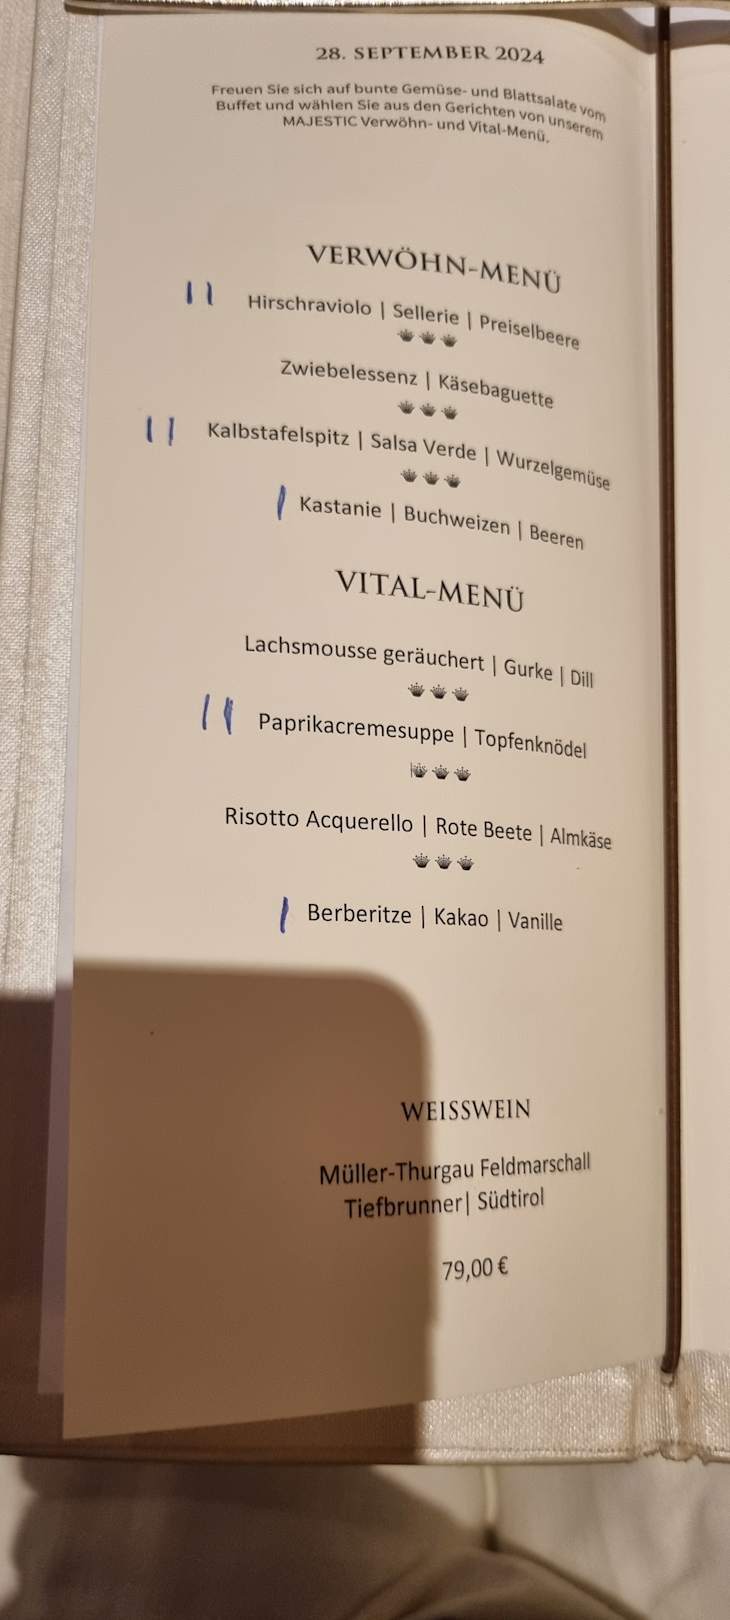 28. SEPTEMBER 2024
Freuen Sie sich auf bunte Gemüse- und Blattsalate vom
Buffet und wählen Sie aus den Gerichten von unserem
MAJESTIC Verwöhn- und Vital-Menü.
VERWÖHN-MENÜ
Hirschraviolo | Sellerie | Preiselbeere
Zwiebelessenz | Käsebaguette
Kalbstafelspitz | Salsa Verde | Wurzelgemüse
Kastanie | Buchweizen | Beeren
VITAL-MENÜ
Lachsmousse geräuchert | Gurke | Dill
Paprikacremesuppe | Topfenknödel
Risotto Acquerello | Rote Beete | Almkäse
Berberitze | Kakao | Vanille
WEISSWEIN
Müller-Thurgau Feldmarschall
Tiefbrunner| Südtirol
79,00 €